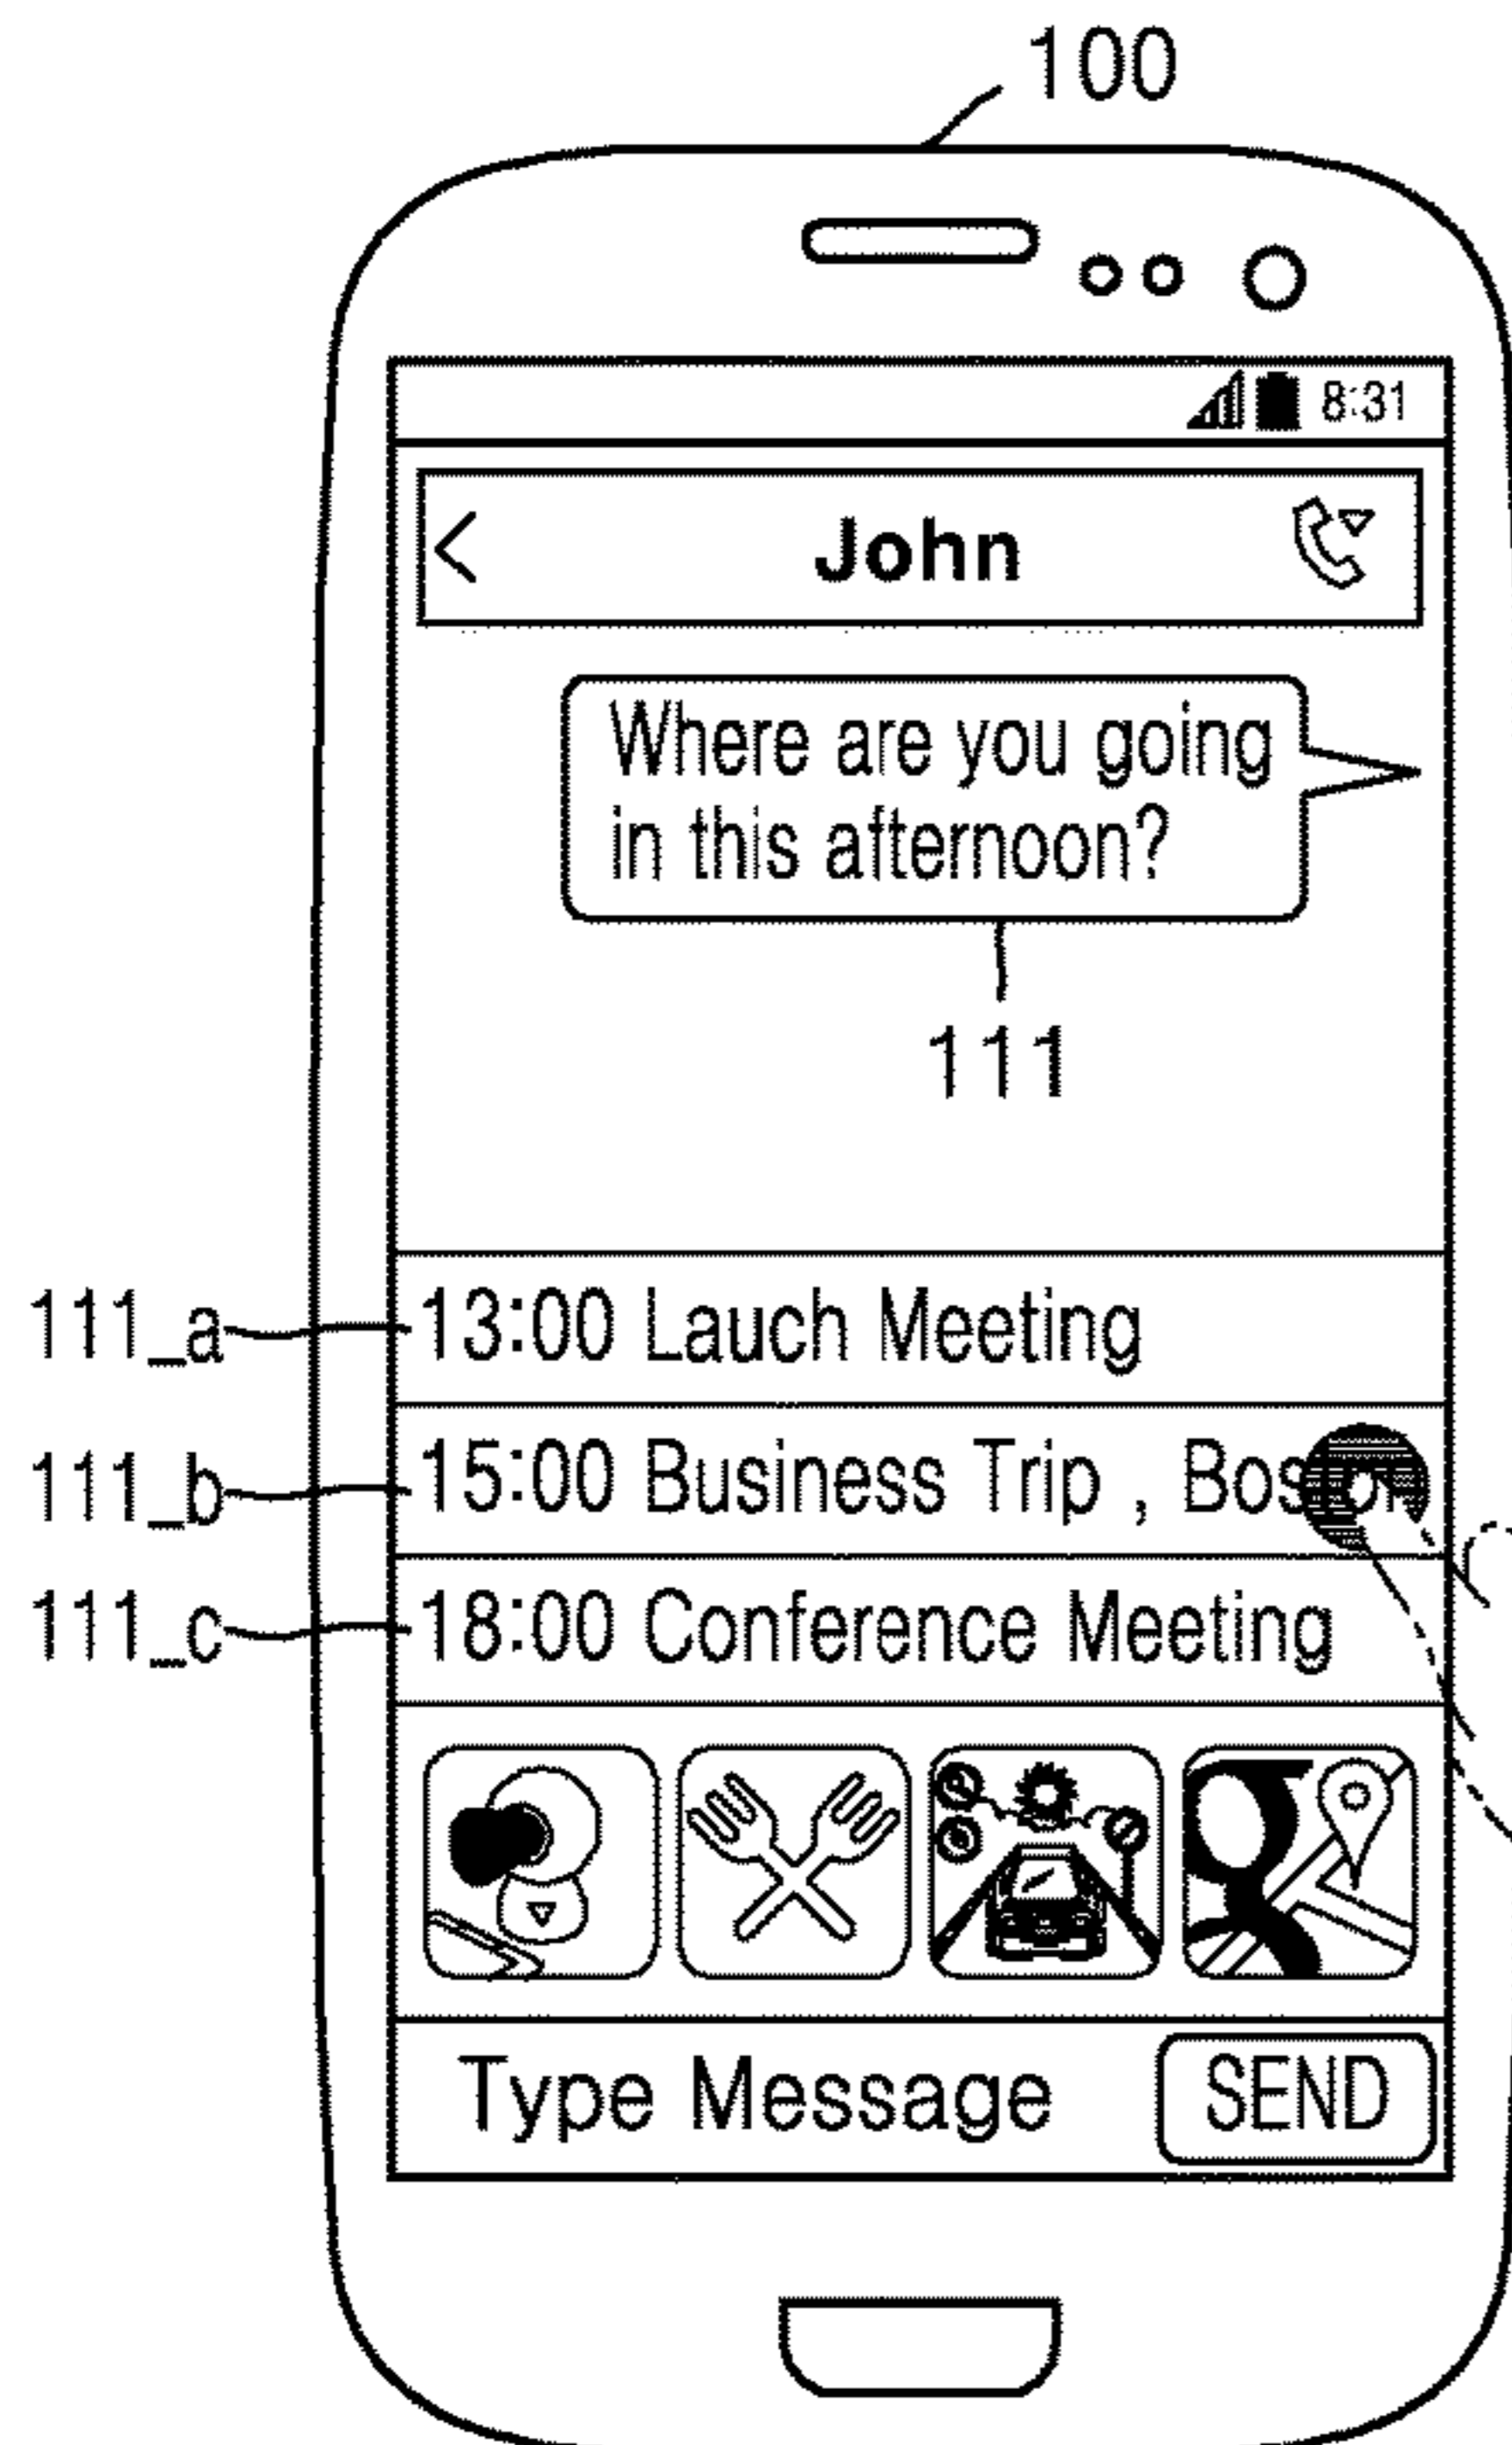 100
8:31
John
Where are you going
in this afternoon?
111
111_a 13:00 Lauch Meeting
111_b 15:00 Business Trip ,
111_c 18:00 Conference Meeting
Type Message SEND